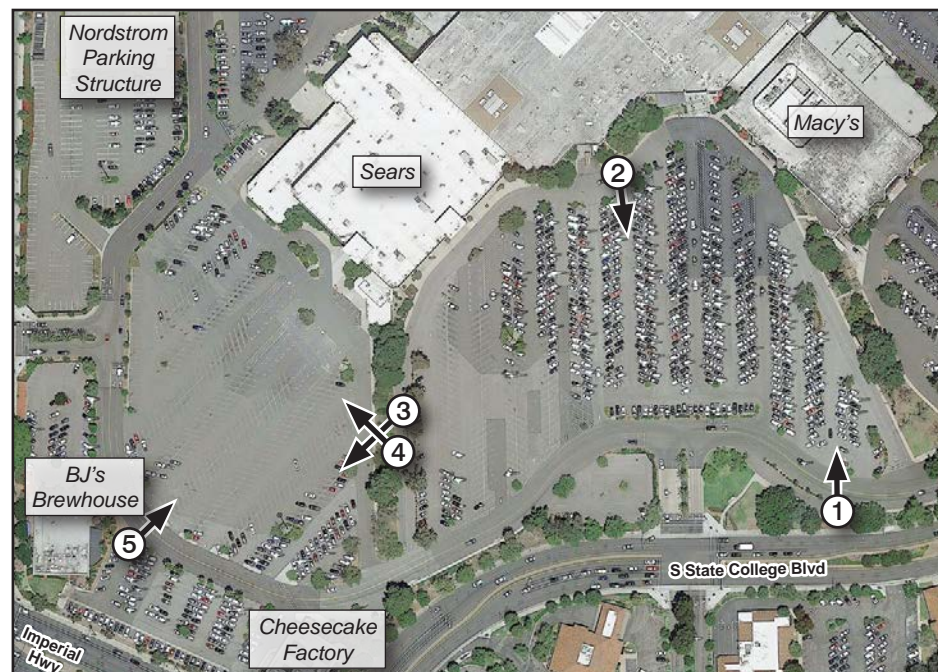 Nordstrom
Parking
Structure
Macy's
Sears
2
3
4
BJ's
Brewhouse
5
1
S State College Blvd
Cheesecake
Factory
Imperial
Hwy